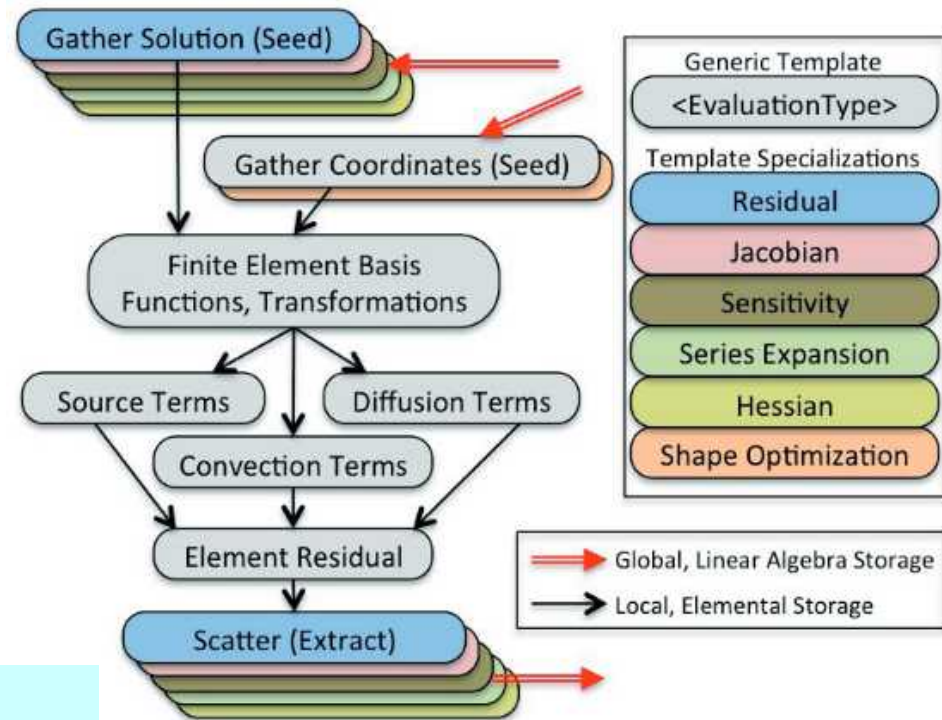 Gather Solution (Seed)
Gather Coordinates (Seed)
Finite Element Basis
Functions, Transformations
Source Terms
Diffusion Terms
Convection Terms
Element Residual
Scatter (Extract)
Generic Template
<EvaluationType>
Template Specializations
Residual
Jacobian
Sensitivity
Series Expansion
Hessian
Shape Optimization
Global, Linear Algebra Storage
Local, Elemental Storage